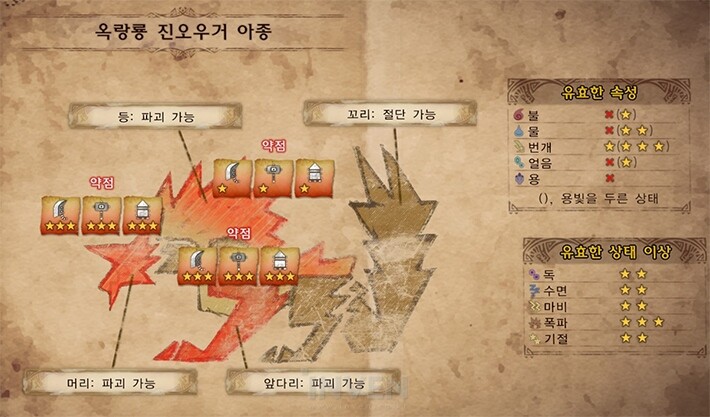 옥랑룡 진오우거 아종
등: 파괴 가능
꼬리: 절단 가능
약점
약점
약점
머리: 파괴 가능
앞다리: 파괴 가능
유효한 속성
불 ✖(★)
물 ✖(★★)
번개 (★★★★)
얼음 ✖(★)
용 ✖
(), 용빛을 두른 상태
유효한 상태 이상
독 ★★
수면 ★★
마비 ★★
폭파 ★★★
기절 ★★